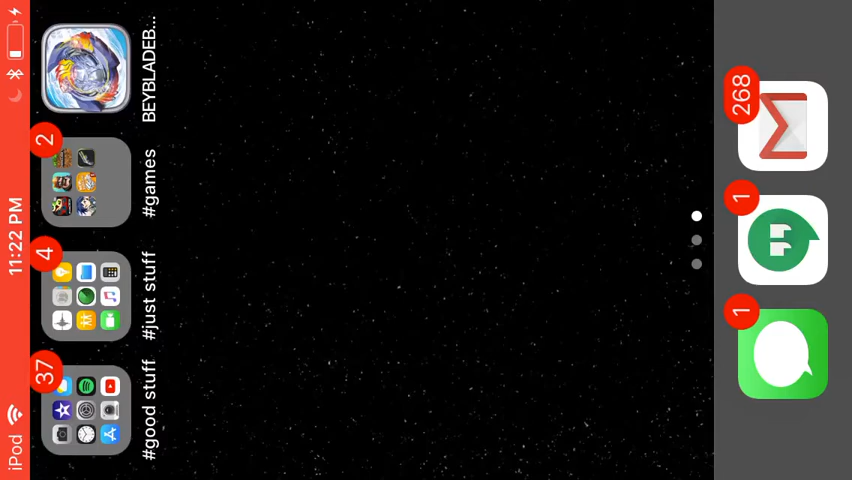 iPod 11:22 PM
37
4
2
#good stuff
#just stuff
#games
BEYBLADEB...
1
1
268